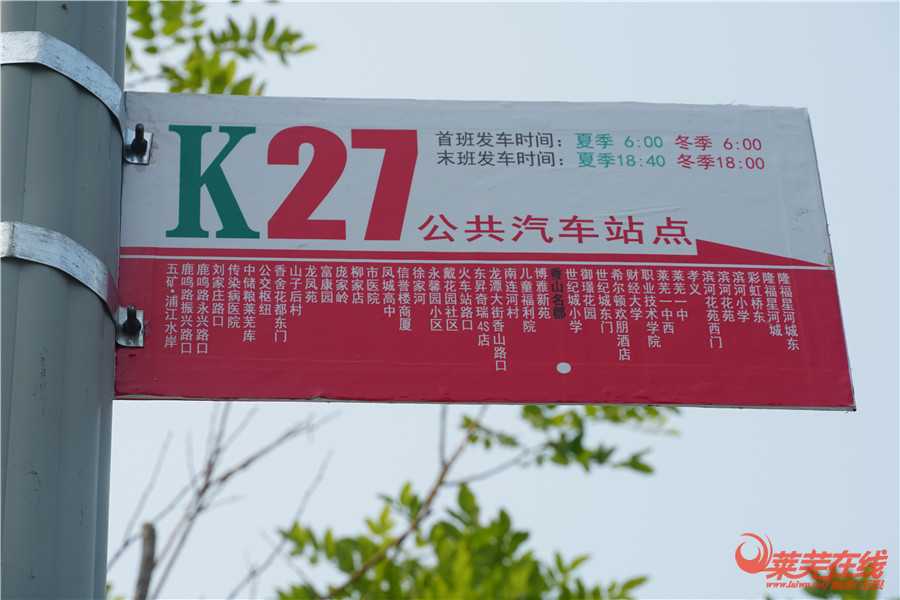 K27
首班发车时间：夏季 6:00 冬季 6:00
末班发车时间：夏季18:40 冬季18:00
公共汽车站点
五矿·浦江水岸
鹿鸣路振兴路口
鹿鸣路永兴路口
刘家庄路口
传染病医院
中储粮莱芜库
公交枢纽
香舍花都东门
山子后村
龙凤苑
富康园
庞家岭
柳家店
市医院
凤城高中
信誉楼商厦
徐家河
永馨园小区
戴花园社区
火车站路口
东昇奇瑞4S店
龙潭大街香山路口
南连河村
儿童福利院
博雅新苑
香山名郡
世纪城小学
御璟花园
世纪城东门
希尔顿欢朋酒店
财经大学
职业技术学院
莱芜一中西
莱芜一中
孝义
滨河花苑西门
滨河花苑
滨河小学
彩虹桥东
隆福星河城
隆福星河城东
莱芜在线